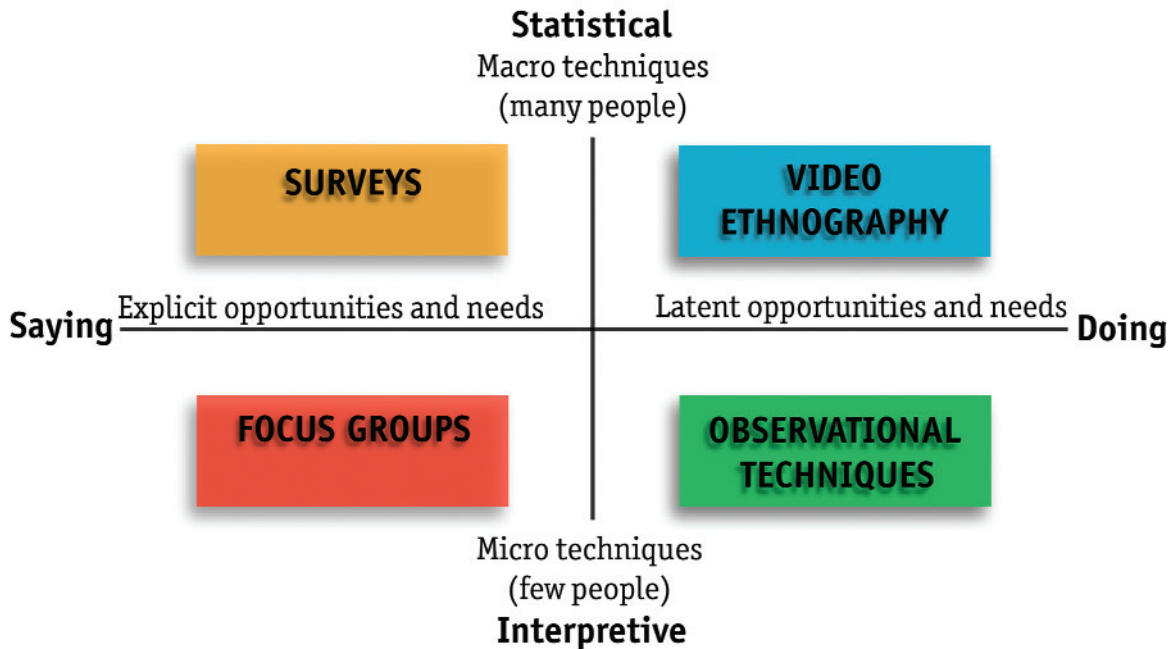 Statistical
Macro techniques
(many people)
SURVEYS
VIDEO
ETHNOGRAPHY
Explicit opportunities and needs
Latent opportunities and needs
Saying
Doing
FOCUS GROUPS
OBSERVATIONAL
TECHNIQUES
Micro techniques
(few people)
Interpretive